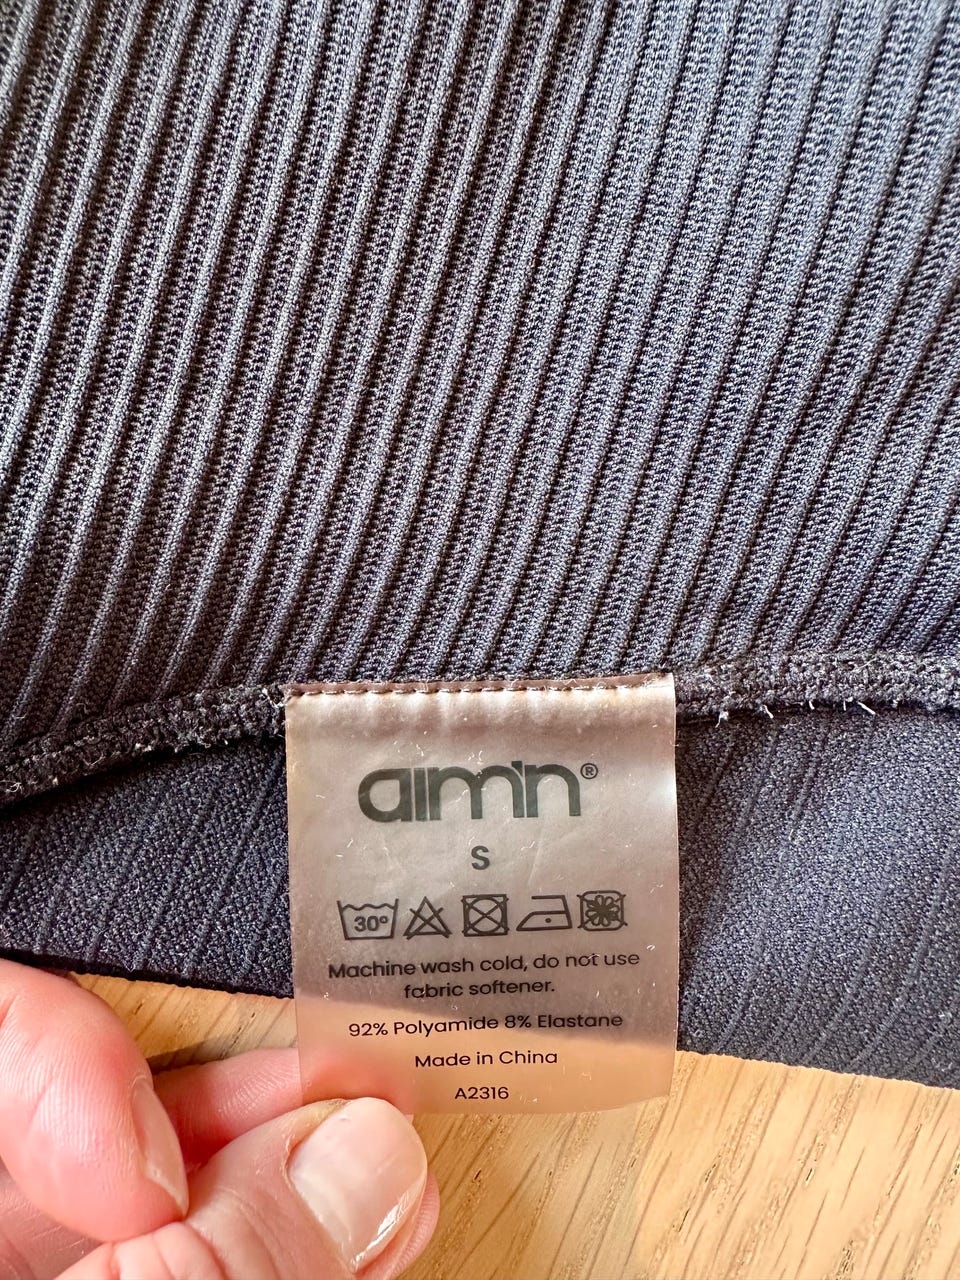 aim'n®
S
30°
Machine wash cold, do not use
fabric softener.
92% Polyamide 8% Elastane
Made in China
A2316